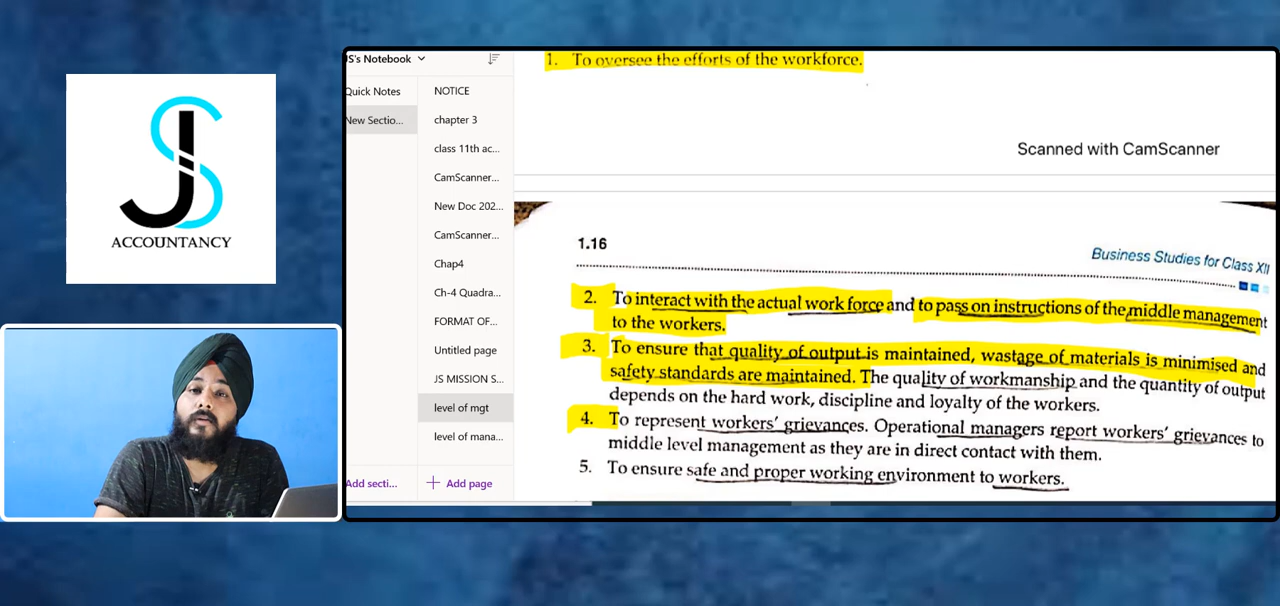 JS
ACCOUNTANCY
JS's Notebook
Quick Notes
New Sectio...
Add secti...
NOTICE
chapter 3
class 11th ac...
CamScanner...
New Doc 202...
CamScanner...
Chap4
Ch-4 Quadra...
FORMAT OF...
Untitled page
JS MISSION S...
level of mgt
level of mana...
Add page
1. To oversee the efforts of the workforce.
Scanned with CamScanner
1.16
Business Studies for Class XII
2. To interact with the actual work force and to pass on instructions of the middle management
to the workers.
3. To ensure that quality of output is maintained, wastage of materials is minimised and
safety standards are maintained. The quality of workmanship and the quantity of output
depends on the hard work, discipline and loyalty of the workers.
4. To represent workers' grievances. Operational managers report workers' grievances to
middle level management as they are in direct contact with them.
5. To ensure safe and proper working environment to workers.